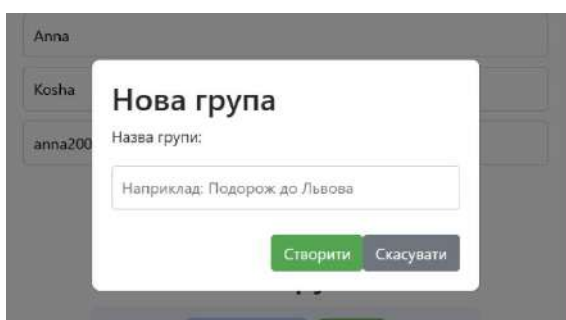 Anna
Kosha
anna200
Нова група
Назва групи:
Наприклад: Подорож до Львова
Створити Скасувати